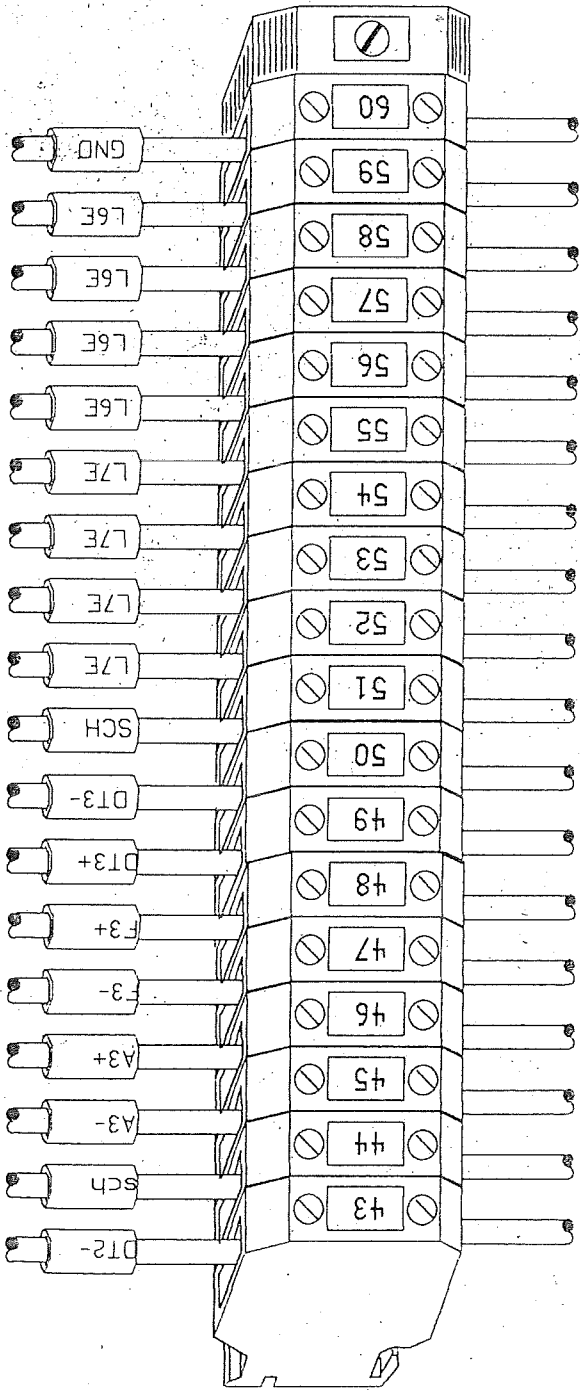 43 DT2-
44 sch
45 A3-
46 A3+
47 F3-
48 F3+
49 DT3+
50 DT3-
51 SCH
52 L7E
53 L7E
54 L7E
55 L7E
56 L6E
57 L6E
58 L6E
59 L6E
60 GND